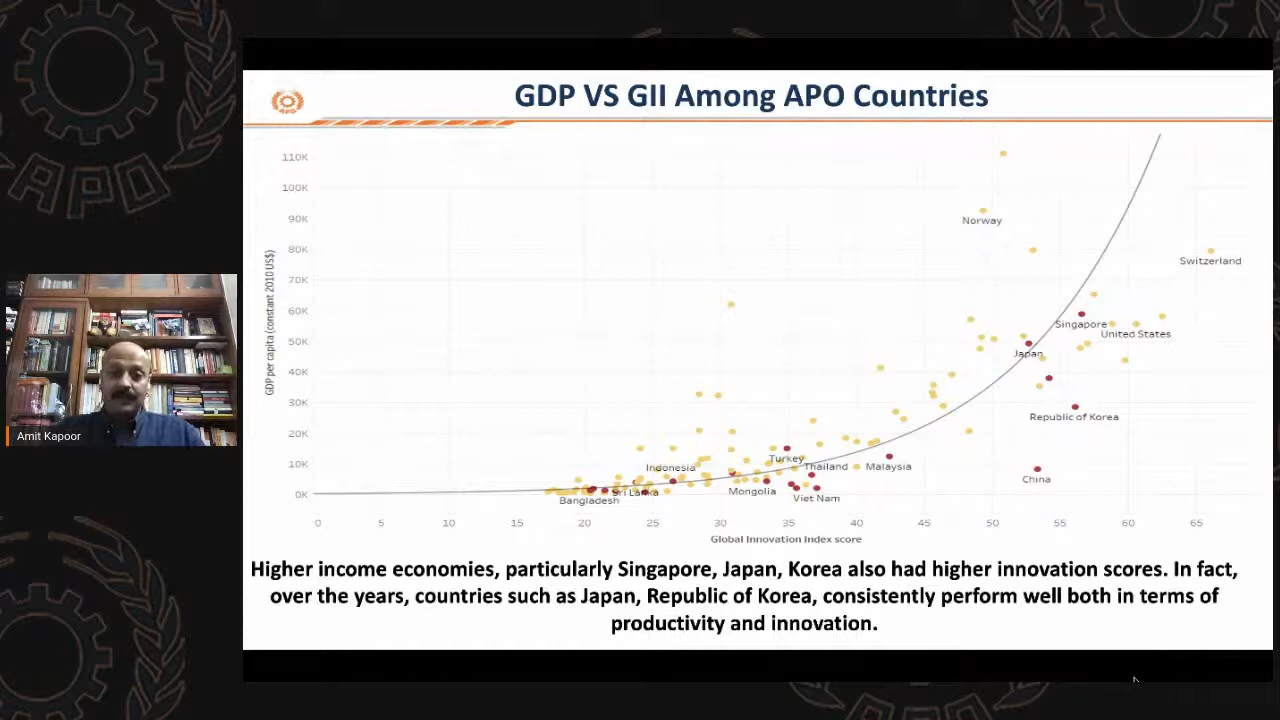 GDP VS GII Among APO Countries
APO
110K
100K
90K
80K
70K
60K
50K
40K
30K
20K
10K
0K
GDP per capita (constant 2010 US$)
Norway
Switzerland
Singapore
United States
Japan
Republic of Korea
Turkey
Indonesia
Thailand
Malaysia
China
Mongolia
Viet Nam
Sri Lanka
Bangladesh
0 5 10 15 20 25 30 35 40 45 50 55 60 65
Global Innovation Index score
Higher income economies, particularly Singapore, Japan, Korea also had higher innovation scores. In fact,
over the years, countries such as Japan, Republic of Korea, consistently perform well both in terms of
productivity and innovation.
Amit Kapoor
APO
APO